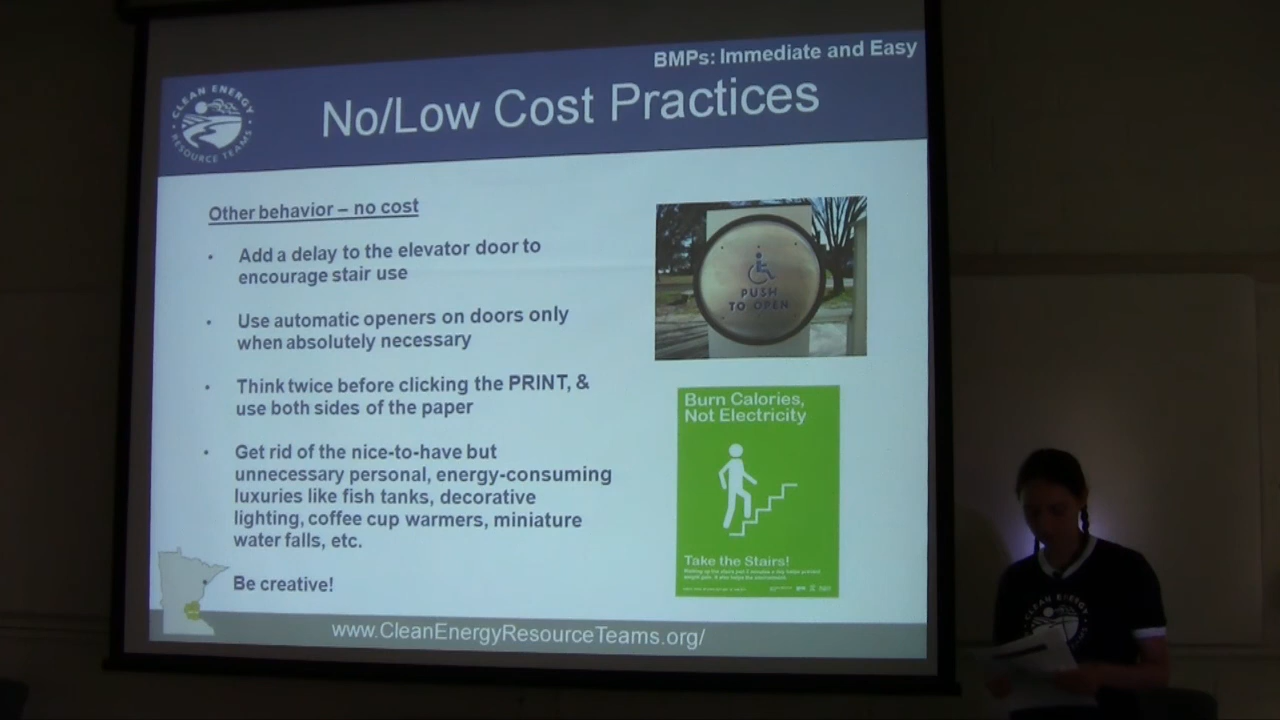 BMPs: Immediate and Easy
CLEAN ENERGY
RESOURCE TEAMS
No/Low Cost Practices
Other behavior – no cost
• Add a delay to the elevator door to
encourage stair use
• Use automatic openers on doors only
when absolutely necessary
• Think twice before clicking the PRINT, &
use both sides of the paper
• Get rid of the nice-to-have but
unnecessary personal, energy-consuming
luxuries like fish tanks, decorative
lighting, coffee cup warmers, miniature
water falls, etc.
Be creative!
PUSH
TO OPEN
Burn Calories,
Not Electricity
Take the Stairs!
www.CleanEnergyResourceTeams.org/
CLEAN ENERGY